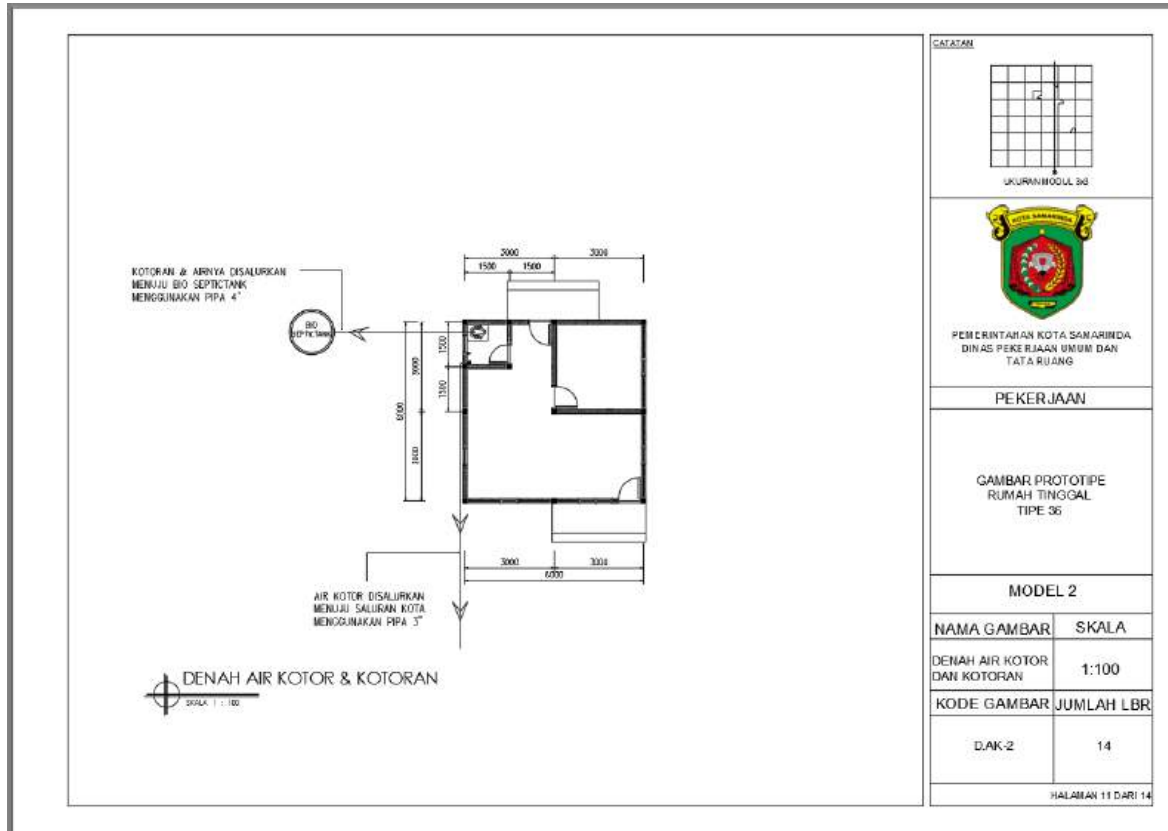 KOTORAN & AIRNYA DISALURKAN
MENUJU BIO SEPTICTANK
MENGGUNAKAN PIPA 4"
BIO
SEPTICTANK
3000
3000
1500
1500
6000
3000
3000
1500
1500
3000
3000
6000
AIR KOTOR DISALURKAN
MENUJU SALURAN KOTA
MENGGUNAKAN PIPA 3"
DENAH AIR KOTOR & KOTORAN
SKALA 1 : 100
CATATAN
UKURAN MODUL 3x3
KOTA SAMARINDA
PEMERINTAHAN KOTA SAMARINDA
DINAS PEKERJAAN UMUM DAN
TATA RUANG
PEKERJAAN
GAMBAR PROTOTIPE
RUMAH TINGGAL
TIPE 36
MODEL 2
NAMA GAMBAR
SKALA
DENAH AIR KOTOR
DAN KOTORAN
1:100
KODE GAMBAR
JUMLAH LBR
D.AK-2
14
HALAMAN 11 DARI 14